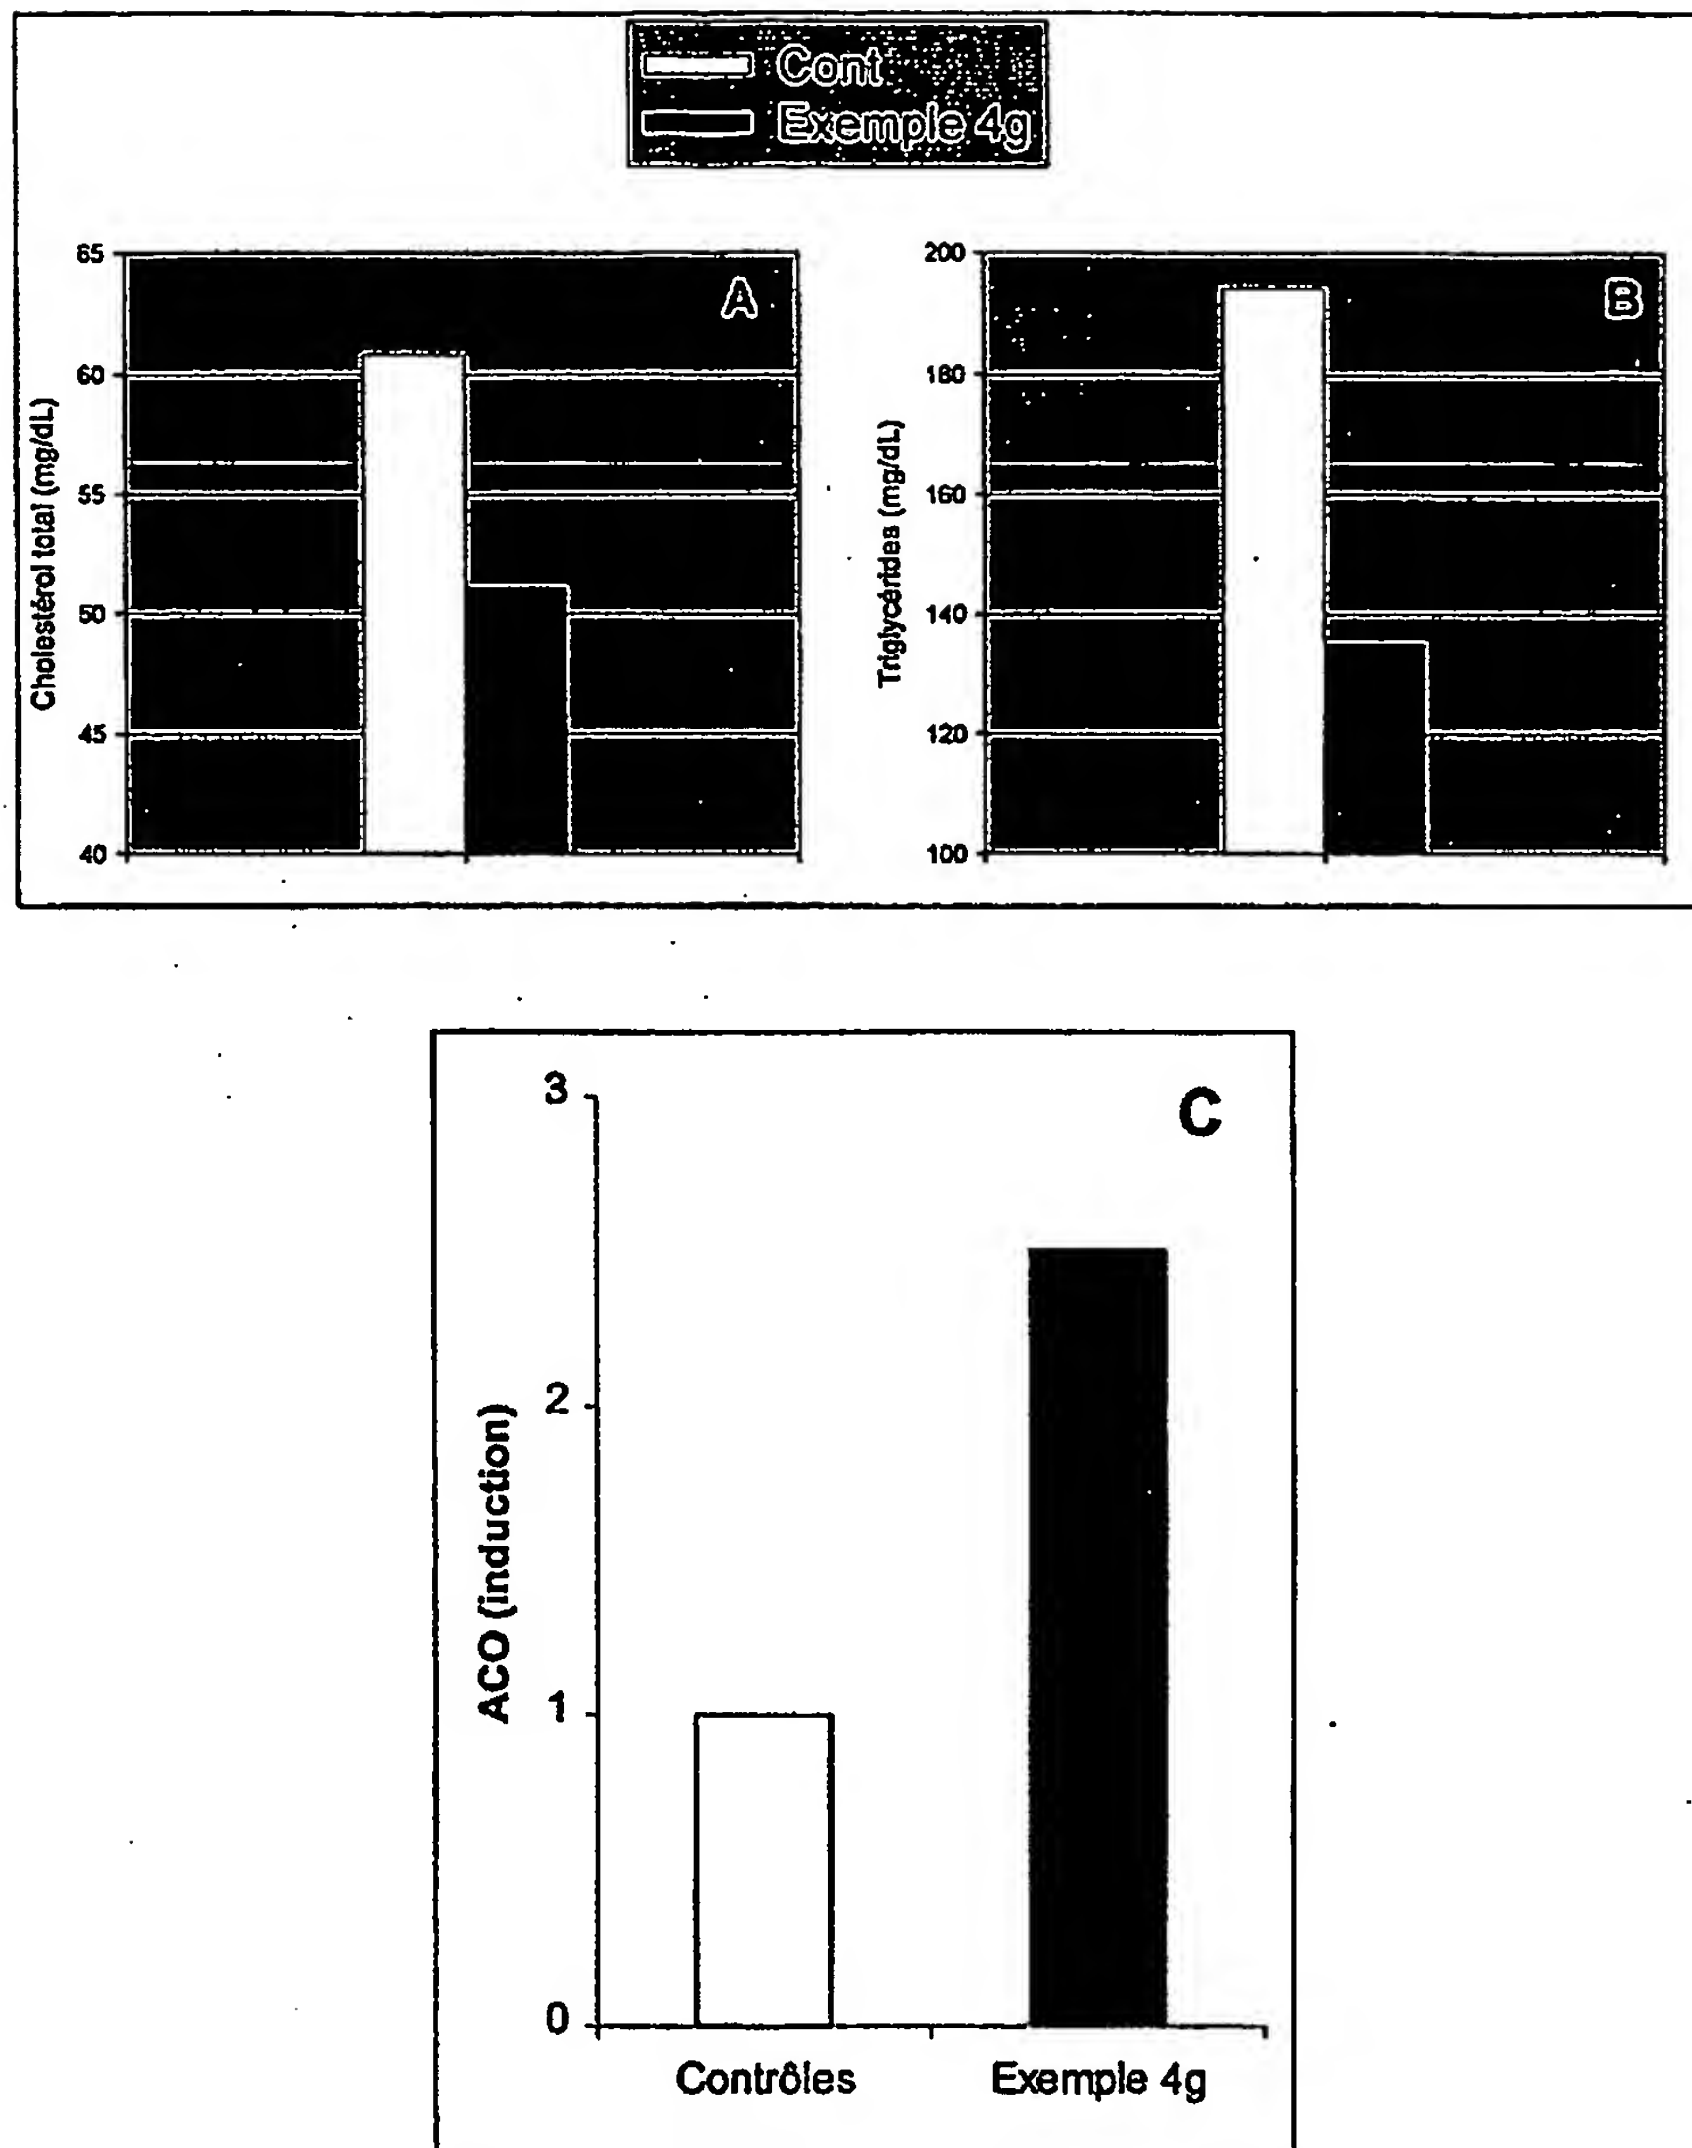 Cont
Exemple 4g
A
Cholestérol total (mg/dL)
65
60
55
50
45
40
B
Triglycérides (mg/dL)
200
180
160
140
120
100
C
ACO (induction)
3
2
1
0
Contrôles
Exemple 4g